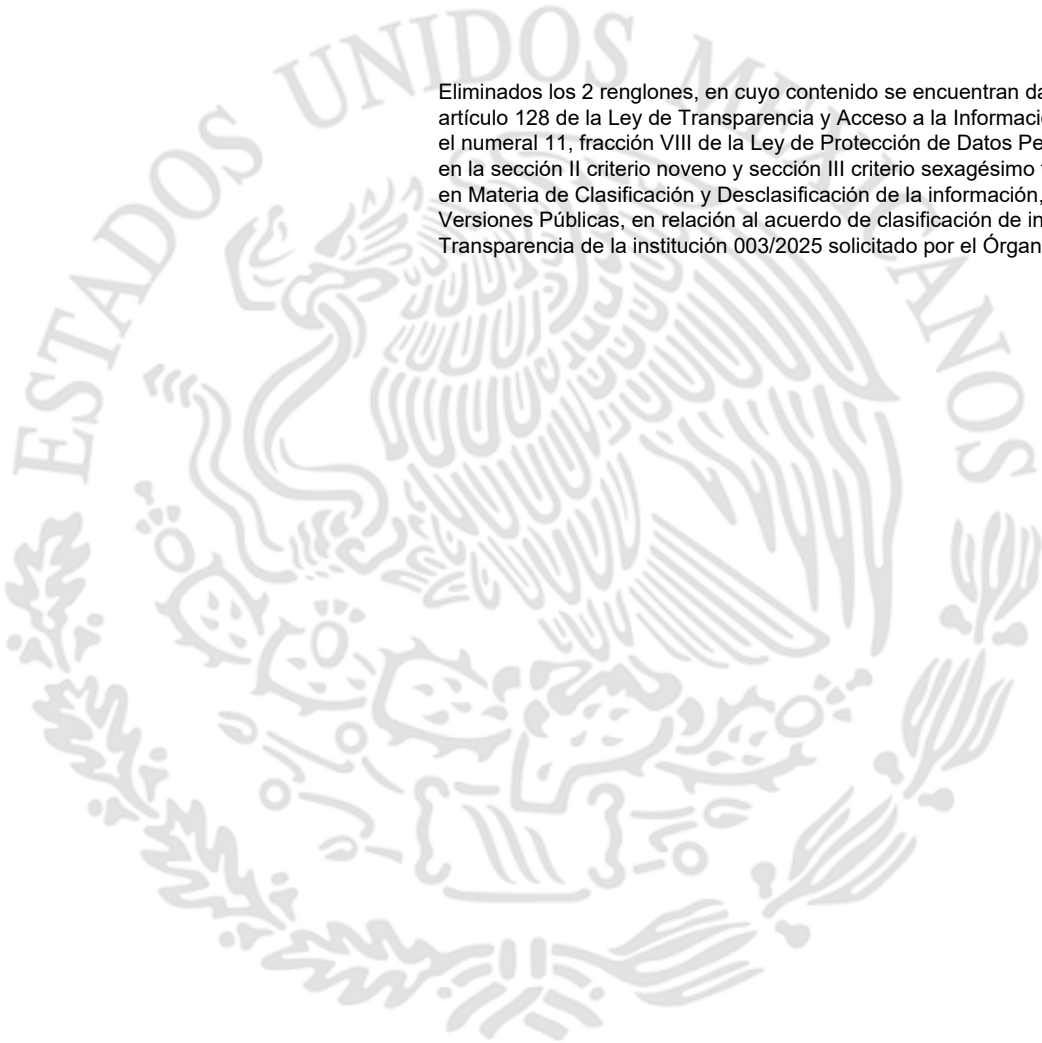 ESTADOS UNIDOS MEXICANOS
Eliminados los 2 renglones, en cuyo contenido se encuentran
artículo 128 de la Ley de Transparencia y Acceso a la
el numeral 11, fracción VIII de la Ley de Protección de Datos
en la sección II criterio noveno y sección III criterio sexagésimo
en Materia de Clasificación y Desclasificación de la información,
Versiones Públicas, en relación al acuerdo de clasificación de
Transparencia de la institución 003/2025 solicitado por el